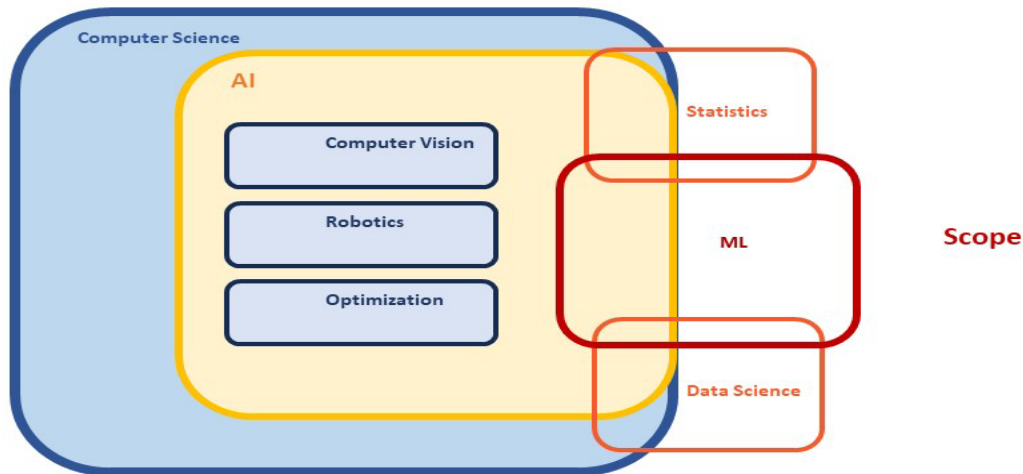 Computer Science
AI
Statistics
Computer Vision
Robotics
ML
Scope
Optimization
Data Science